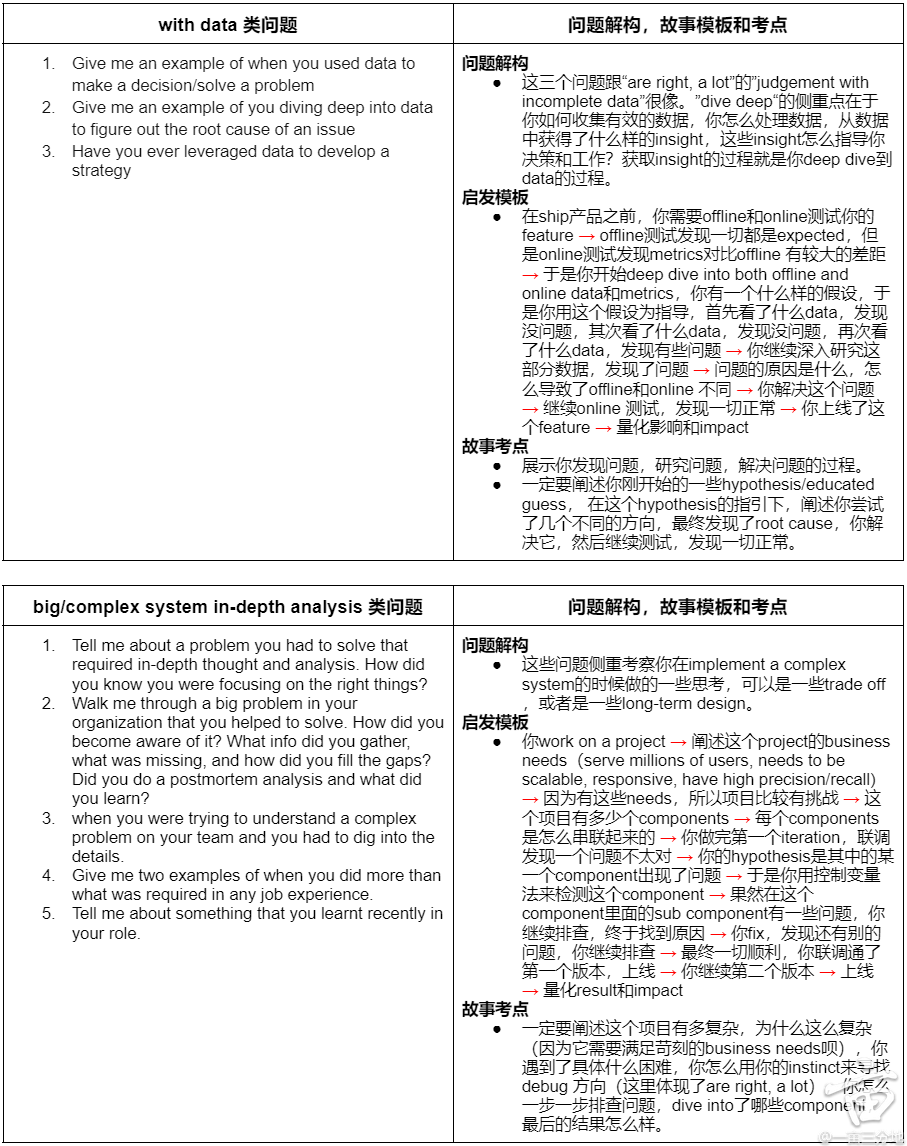 with data 类问题
问题解构，故事模板和考点
1. Give me an example of when you used data to
make a decision/solve a problem
2. Give me an example of you diving deep into data
to figure out the root cause of an issue
3. Have you ever leveraged data to develop a
strategy
问题解构
● 这三个问题跟“are right, a lot”的”judgement with
incomplete data”很像。”dive deep“的侧重点在于
你如何收集有效的数据，你怎么处理数据，从数据
中获得了什么样的insight，这些insight怎么指导你
决策和工作？获取insight的过程就是你deep dive到
data的过程。
启发模板
● 在ship产品之前，你需要offline和online测试你的
feature → offline测试发现一切都是expected，但
是online测试发现metrics对比offline 有较大的差距
→ 于是你开始deep dive into both offline and
online data和metrics，你有一个什么样的假设，于
是你用这个假设为指导，首先看了什么data，发现
没问题，其次看了什么data，发现没问题，再次看
了什么data，发现有些问题 → 你继续深入研究这
部分数据，发现了问题 → 问题的原因是什么，怎
么导致了offline和online 不同 → 你解决这个问题
→ 继续online 测试，发现一切正常 → 你上线了这
个feature → 量化影响和impact
故事考点
● 展示你发现问题，研究问题，解决问题的过程。
● 一定要阐述你刚开始的一些hypothesis/educated
guess， 在这个hypothesis的指引下，阐述你尝试
了几个不同的方向，最终发现了root cause，你解
决它，然后继续测试，发现一切正常。
big/complex system in-depth analysis 类问题
问题解构，故事模板和考点
1. Tell me about a problem you had to solve that
required in-depth thought and analysis. How did
you know you were focusing on the right things?
2. Walk me through a big problem in your
organization that you helped to solve. How did you
become aware of it? What info did you gather,
what was missing, and how did you fill the gaps?
Did you do a postmortem analysis and what did
you learn?
3. when you were trying to understand a complex
problem on your team and you had to dig into the
details.
4. Give me two examples of when you did more than
what was required in any job experience.
5. Tell me about something that you learnt recently in
your role.
问题解构
● 这些问题侧重考察你在implement a complex
system的时候做的一些思考，可以是一些trade off
，或者是一些long-term design。
启发模板
● 你work on a project → 阐述这个project的business
needs（serve millions of users, needs to be
scalable, responsive, have high precision/recall)
→ 因为有这些needs，所以项目比较有挑战 → 这
个项目有多少个components → 每个components
是怎么串联起来的 → 你做完第一个iteration，联调
发现一个问题不太对 → 你的hypothesis是其中的某
一个component出现了问题 → 于是你用控制变量
法来检测这个component → 果然在这个
component里面的sub component有一些问题，你
继续排查，终于找到原因 → 你fix，发现还有别的
问题，你继续排查 → 最终一切顺利，你联调通了
第一个版本，上线 → 你继续第二个版本 → 上线
→ 量化result和impact
故事考点
● 一定要阐述这个项目有多复杂，为什么这么复杂
（因为它需要满足苛刻的business needs呗），你
遇到了具体什么困难，你怎么用你的instinct来寻找
debug 方向（这里体现了are right, a lot），你怎么
一步一步排查问题，dive into了哪些component，
最后的结果怎么样。